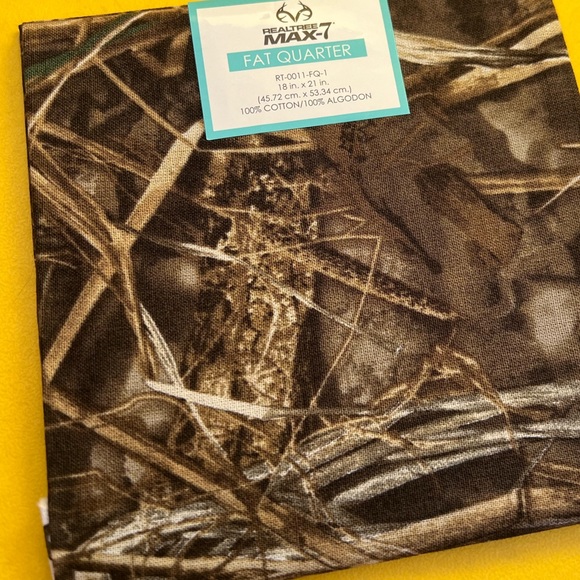 REALTREE
MAX-7
FAT QUARTER
RT-0011-FQ-1
18 in. x 21 in.
(45.72 cm. x 53.34 cm.)
100% COTTON/100% ALGODON